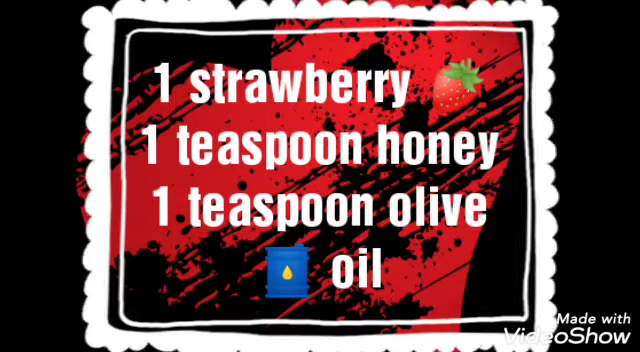 1 strawberry 🍓
1 teaspoon honey
1 teaspoon olive
🛢 oil
Made with
VideoShow